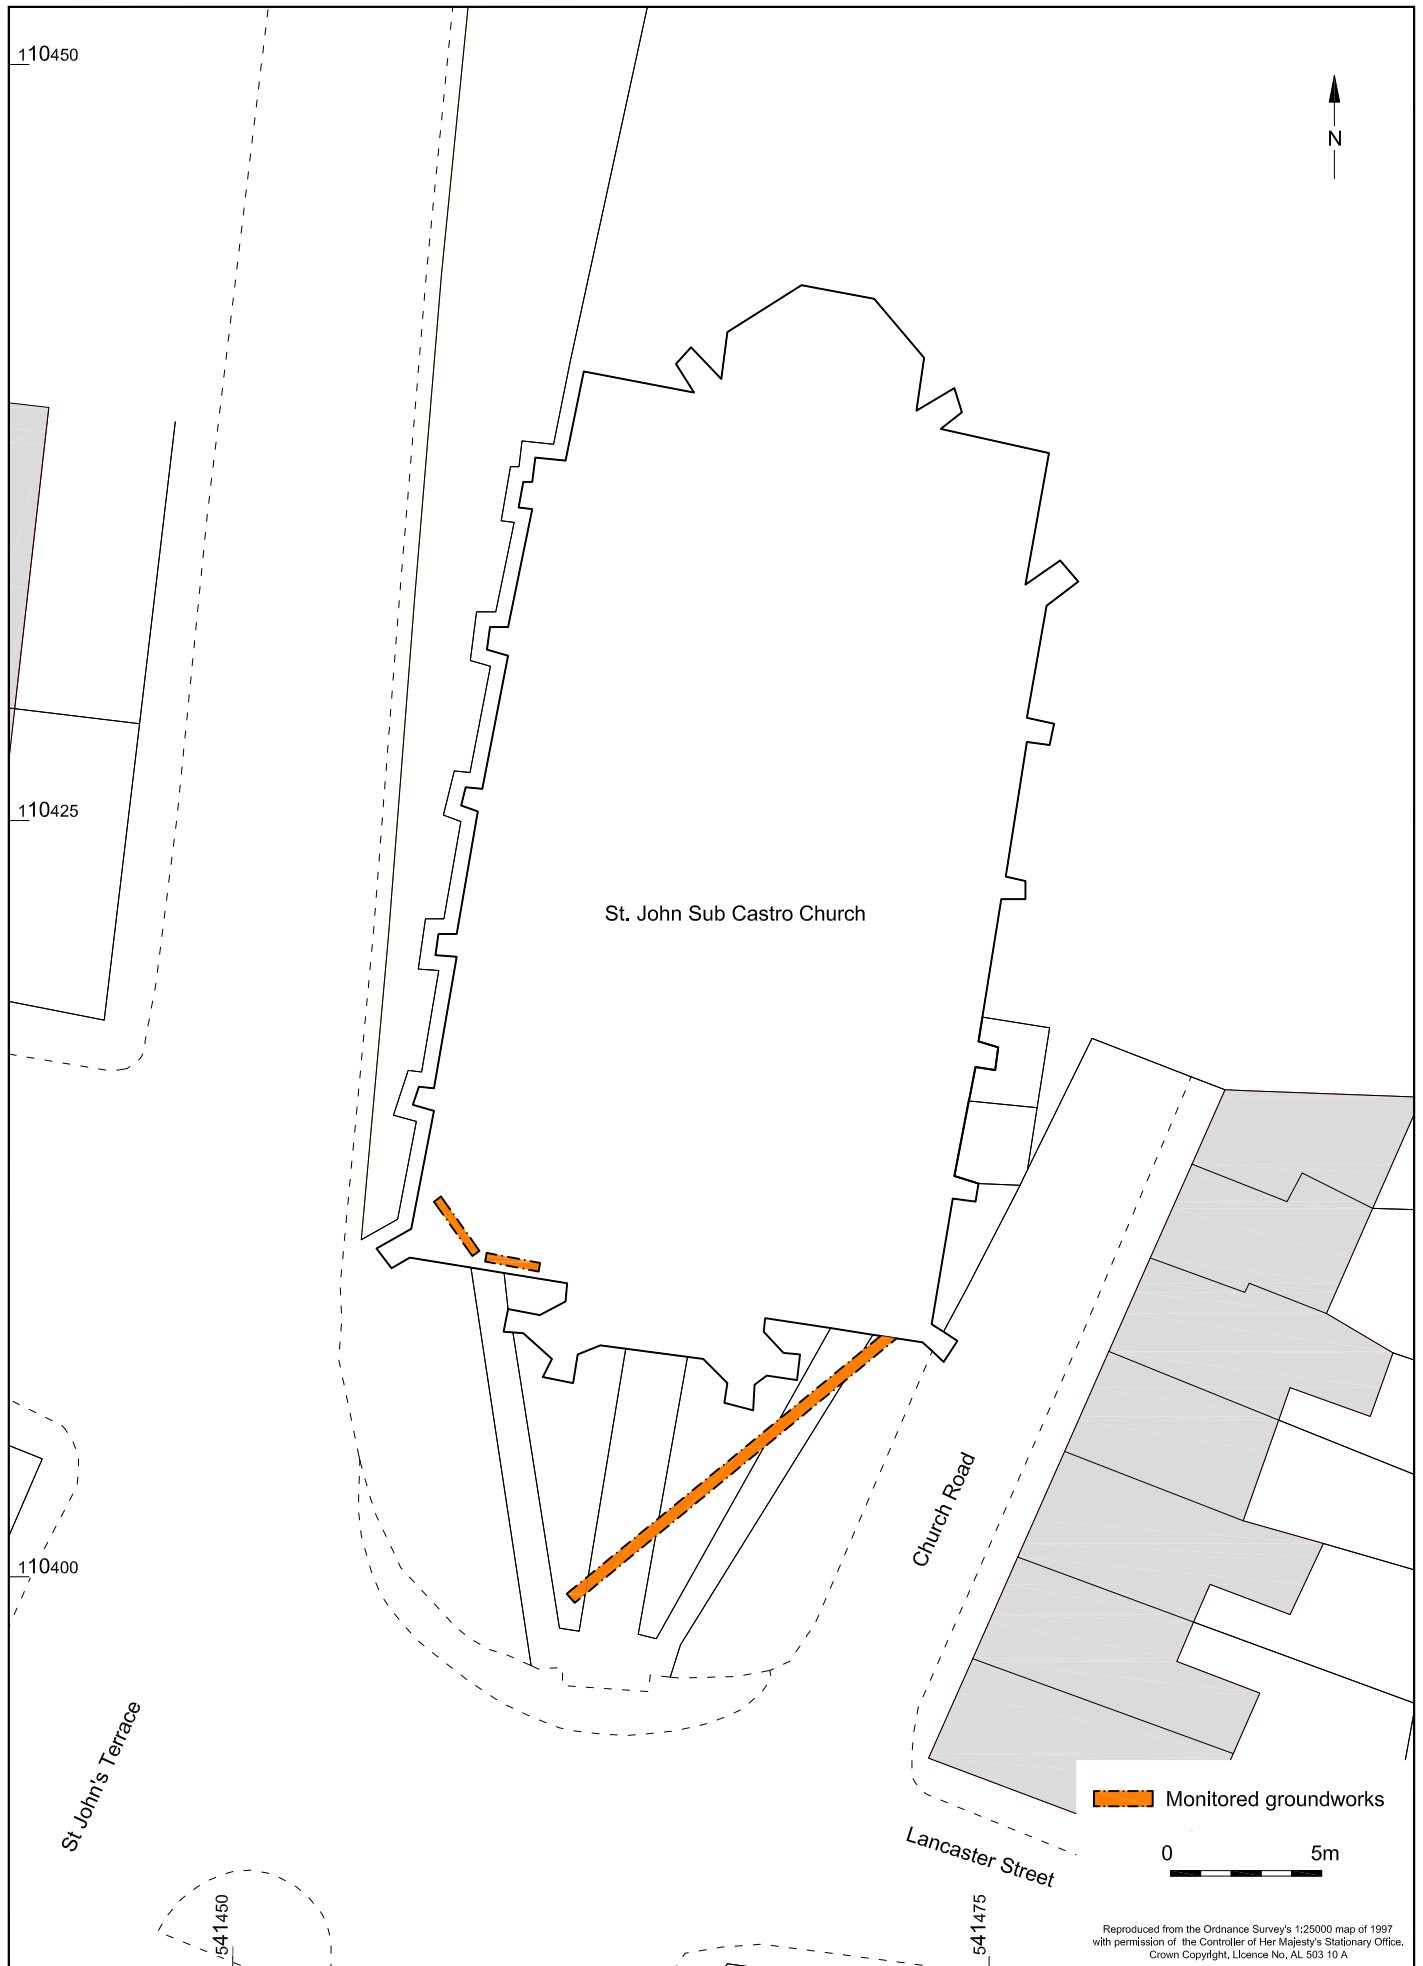 110450
N
110425
St. John Sub Castro Church
Church Road
110400
St John's Terrace
Monitored groundworks
Lancaster Street
0 5m
541450
541475
Reproduced from the Ordnance Survey's 1:25000 map of 1997
with permission of the Controller of Her Majesty's Stationary Office.
Crown Copyright. Licence No. AL 503 10 A